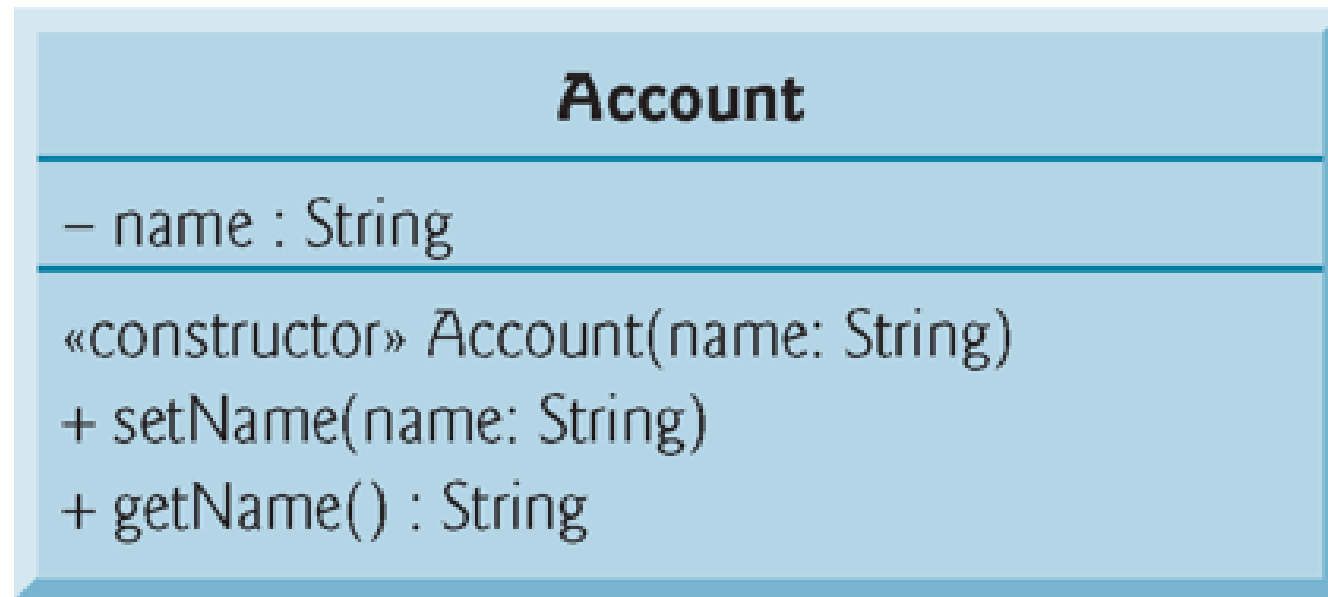 Account
– name : String
«constructor» Account(name: String)
+ setName(name: String)
+ getName() : String